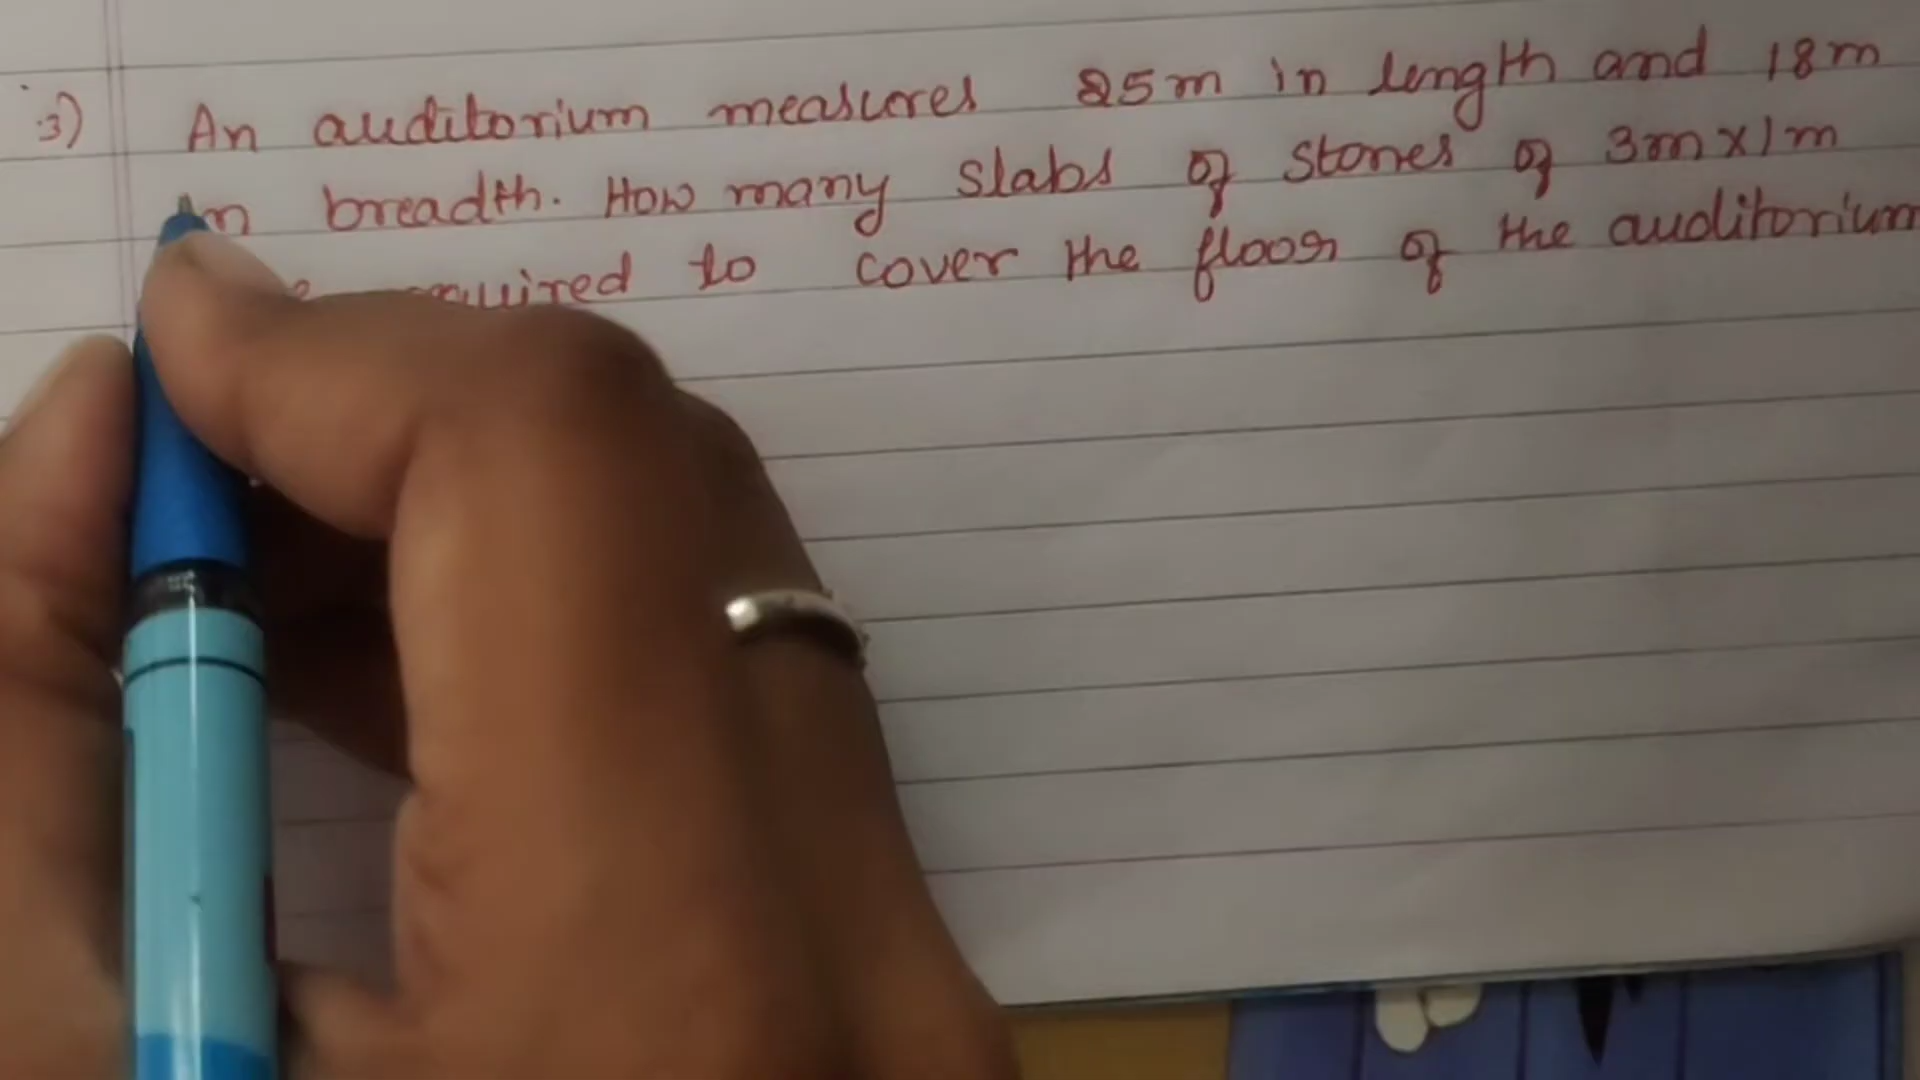 3) An auditorium measures 25m in length and 18m
in breadth. How many slabs of stones of 3m×1m
required to cover the floor of the auditorium